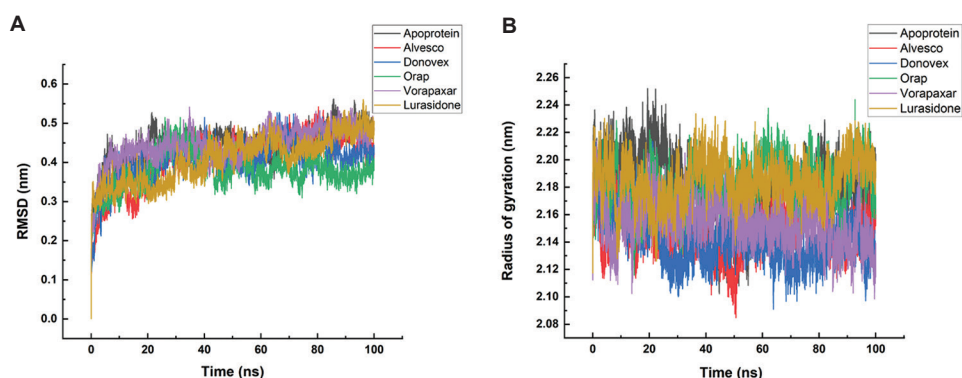 A
Apoprotein
Alvesco
Donovex
Orap
Vorapaxar
Lurasidone
RMSD (nm)
0.6
0.5
0.4
0.3
0.2
0.1
0.0
0 20 40 60 80 100
Time (ns)
B
Apoprotein
Alvesco
Donovex
Orap
Vorapaxar
Lurasidone
Radius of gyration (nm)
2.26
2.24
2.22
2.20
2.18
2.16
2.14
2.12
2.10
2.08
0 20 40 60 80 100
Time (ns)